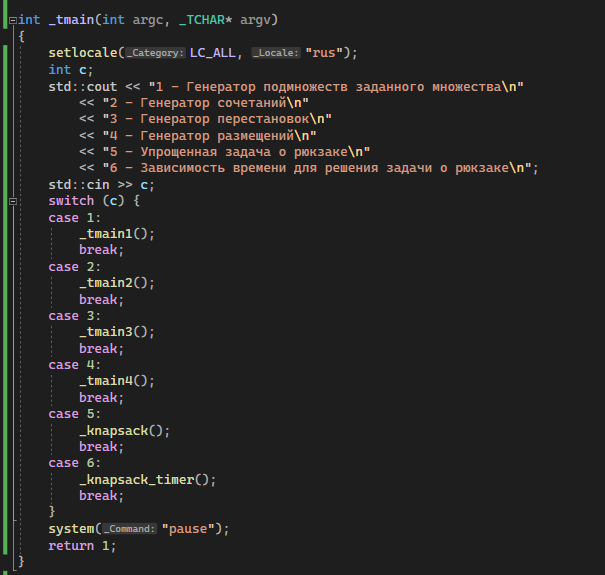 int _tmain(int argc, _TCHAR* argv)
{
setlocale(_Category: LC_ALL, _Locale: "rus");
int c;
std::cout << "1 – Генератор подмножеств заданного множества\n"
<< "2 – Генератор сочетаний\n"
<< "3 – Генератор перестановок\n"
<< "4 – Генератор размещений\n"
<< "5 – Упрощенная задача о рюкзаке\n"
<< "6 – Зависимость времени для решения задачи о рюкзаке\n";
std::cin >> c;
switch (c) {
case 1:
_tmain1();
break;
case 2:
_tmain2();
break;
case 3:
_tmain3();
break;
case 4:
_tmain4();
break;
case 5:
_knapsack();
break;
case 6:
_knapsack_timer();
break;
}
system(_Command: "pause");
return 1;
}